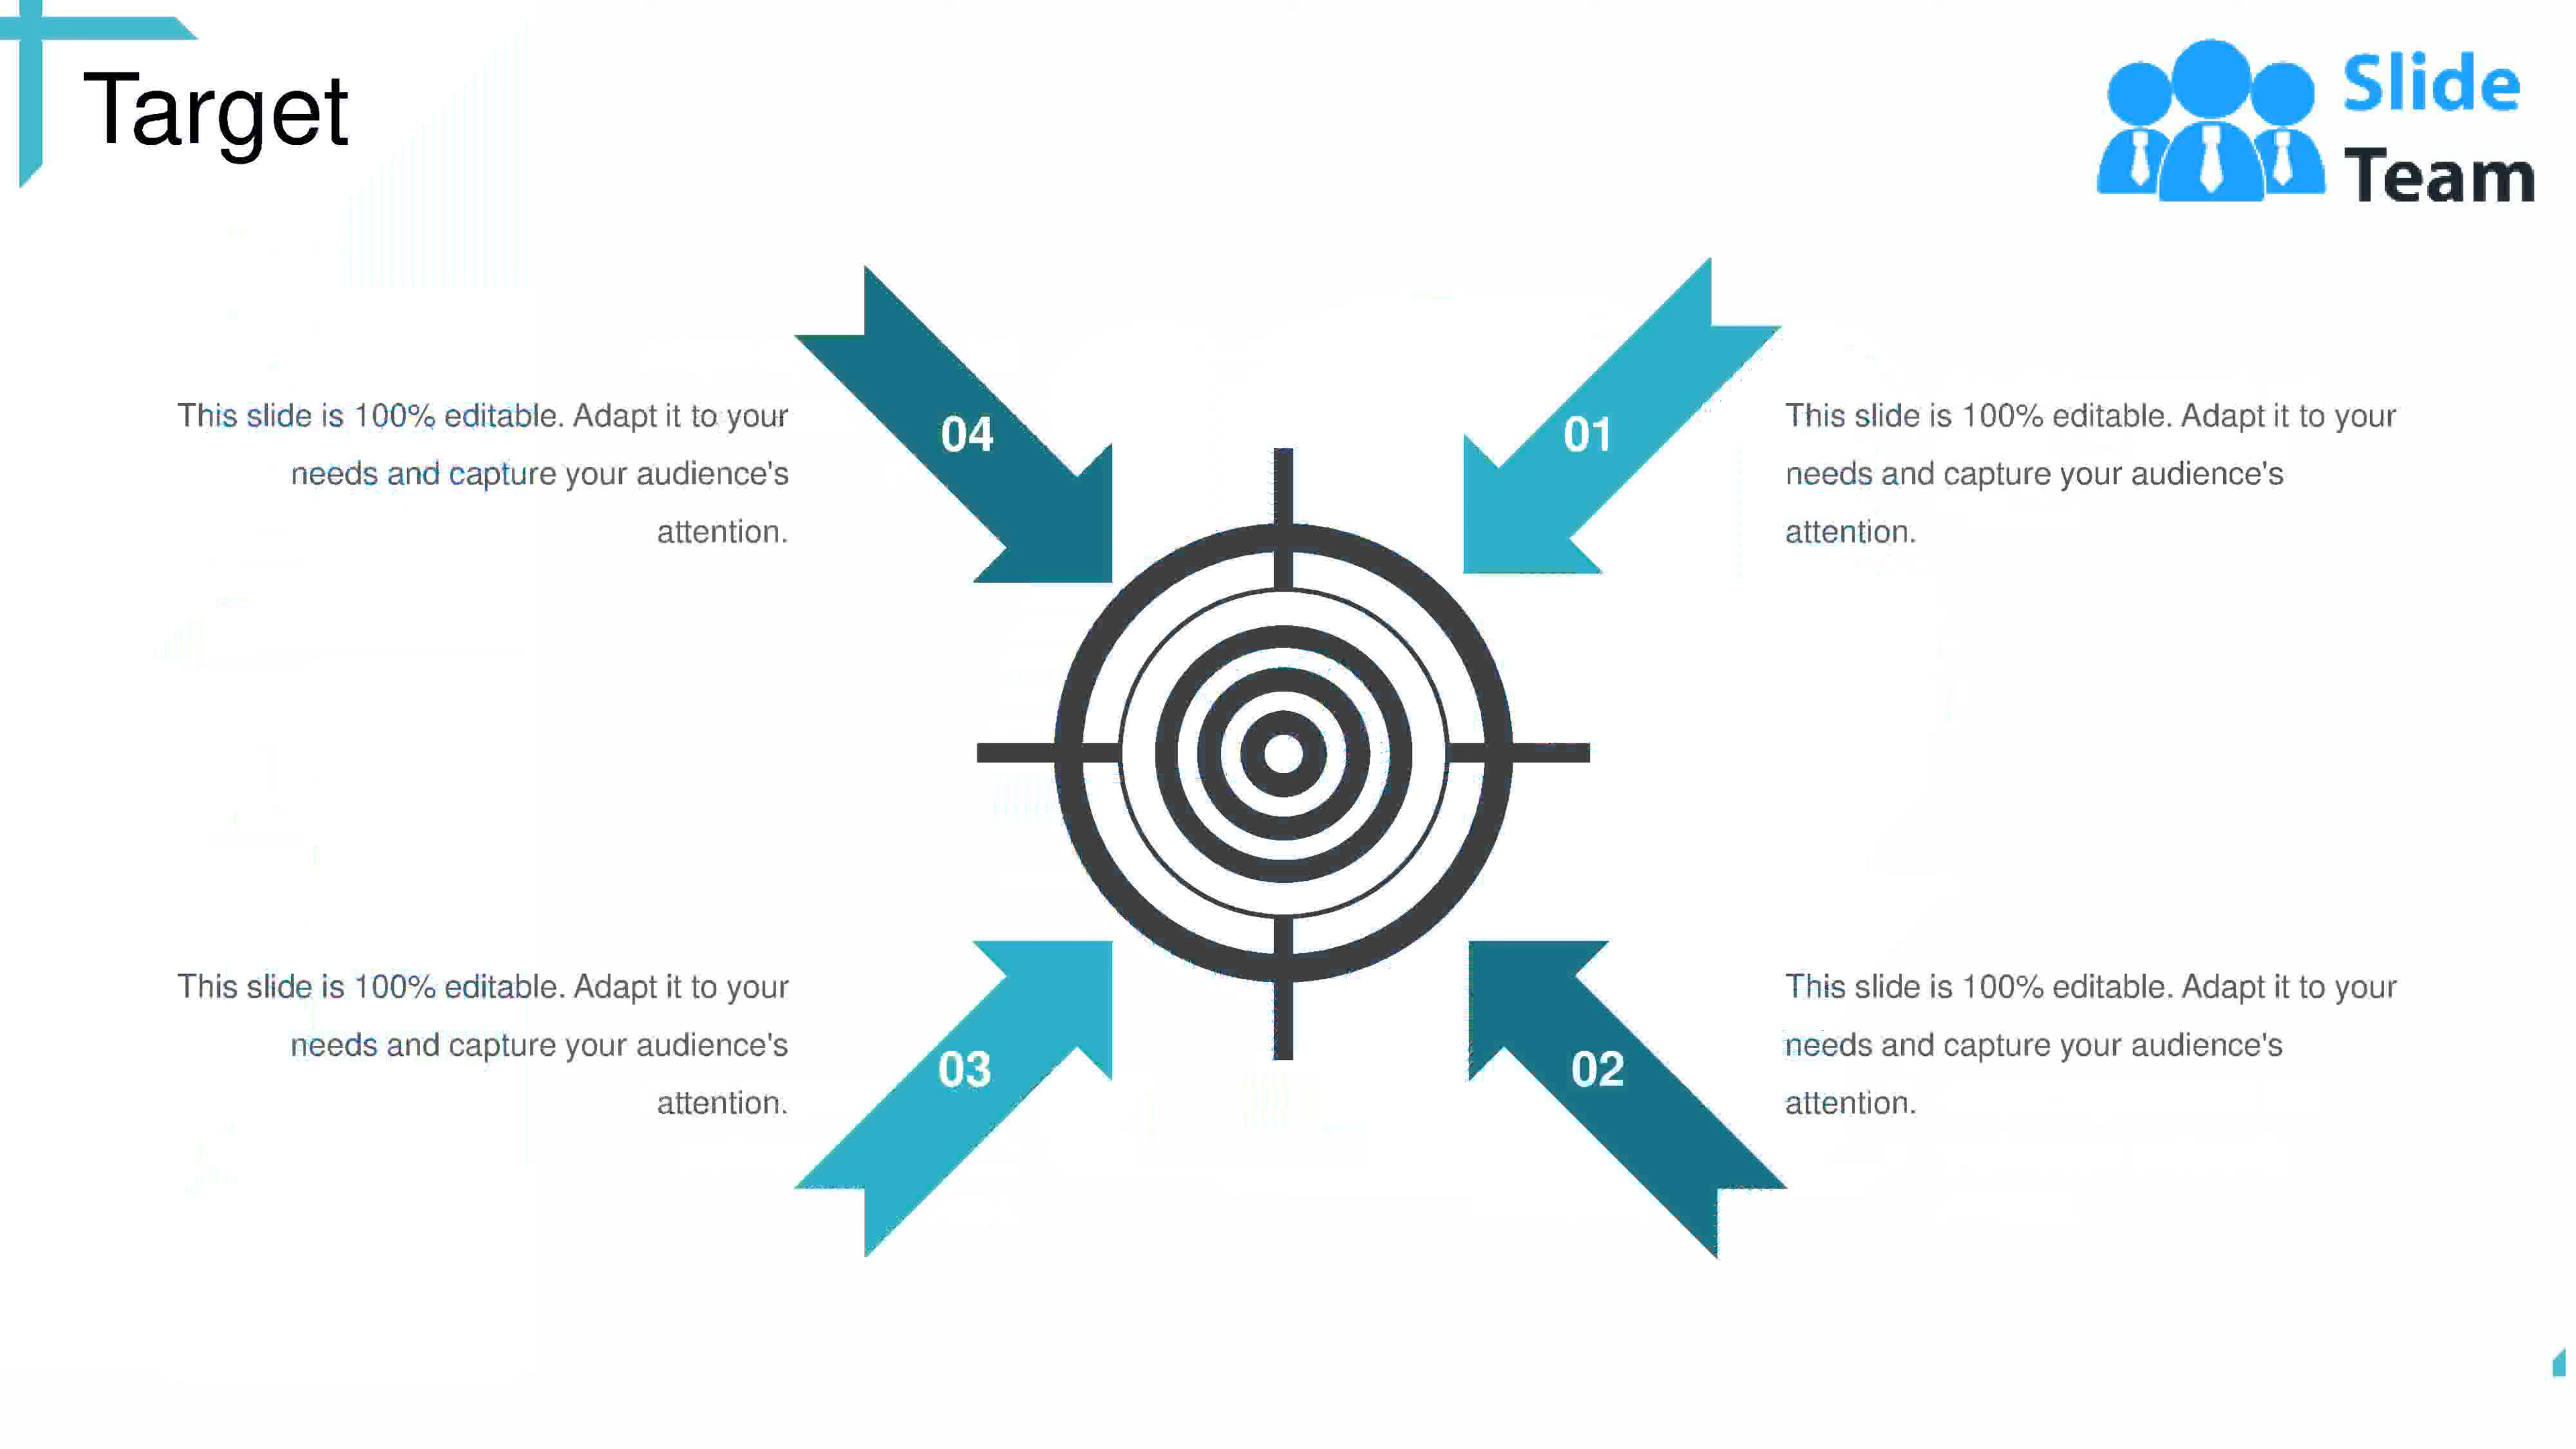 Target
Slide
Team
04
This slide is 100% editable. Adapt it to your
needs and capture your audience's
attention.
01
This slide is 100% editable. Adapt it to your
needs and capture your audience's
attention.
03
This slide is 100% editable. Adapt it to your
needs and capture your audience's
attention.
02
This slide is 100% editable. Adapt it to your
needs and capture your audience's
attention.